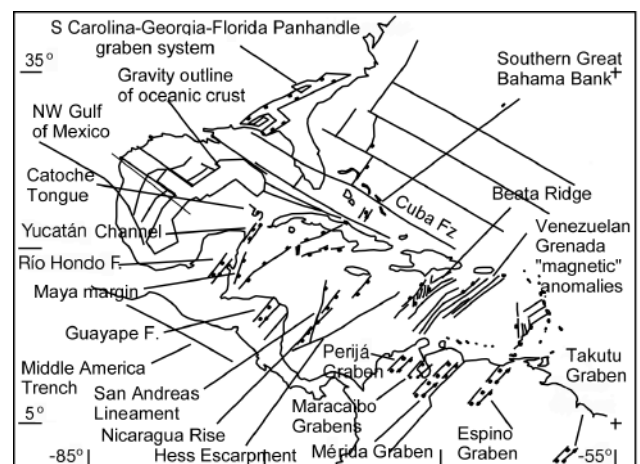 S Carolina-Georgia-Florida Panhandle
graben system
35°
Gravity outline
of oceanic crust
Southern Great
Bahama Bank
NW Gulf
of Mexico
Catoche
Tongue
Beata Ridge
Cuba Fz
Yucatán Channel
Venezuelan
Grenada
"magnetic"
anomalies
Río Hondo F.
Maya margin
Guayape F.
Middle America
Trench
Perijá
Graben
Takutu
Graben
San Andreas
Lineament
Maracaibo
Grabens
5°
Nicaragua Rise
Espino
Graben
Hess Escarpment
Mérida Graben
-85°
-55°